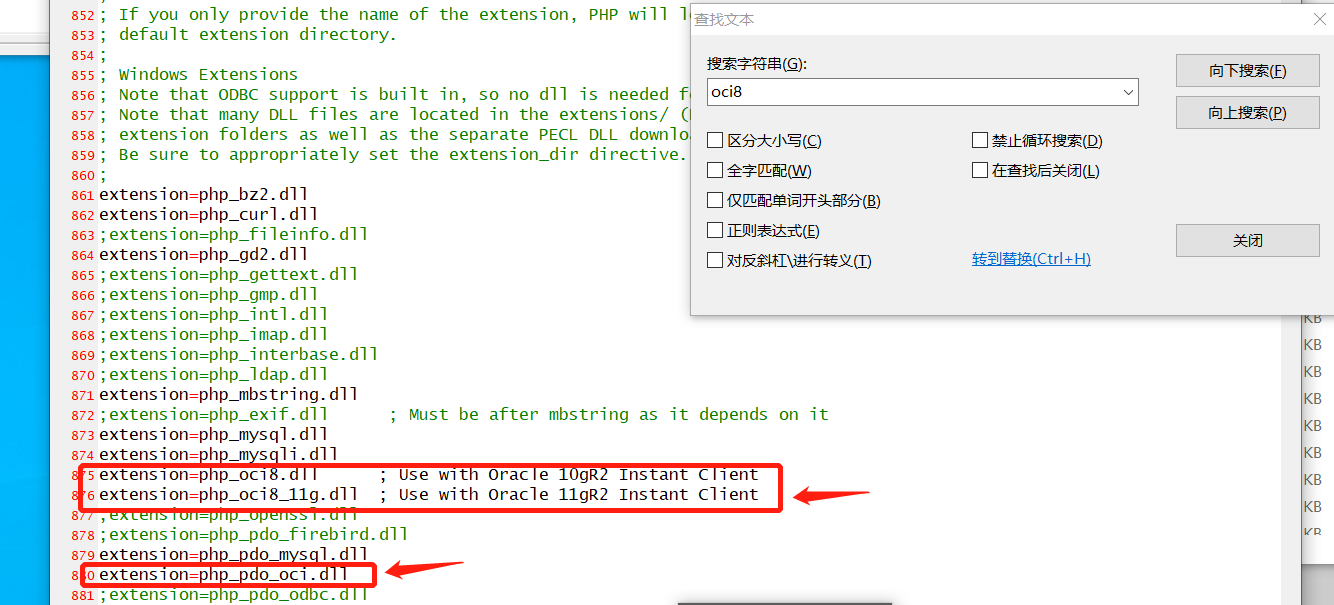 852 ; If you only provide the name of the extension, PHP will
853 ; default extension directory.
854 ;
855 ; Windows Extensions
856 ; Note that ODBC support is built in, so no dll is needed
857 ; Note that many DLL files are located in the extensions/
858 ; extension folders as well as the separate PECL DLL
859 ; Be sure to appropriately set the extension_dir directive.
860 ;
861 extension=php_bz2.dll
862 extension=php_curl.dll
863 ;extension=php_fileinfo.dll
864 extension=php_gd2.dll
865 ;extension=php_gettext.dll
866 ;extension=php_gmp.dll
867 ;extension=php_intl.dll
868 ;extension=php_imap.dll
869 ;extension=php_interbase.dll
870 ;extension=php_ldap.dll
871 extension=php_mbstring.dll
872 ;extension=php_exif.dll ; Must be after mbstring as it depends on it
873 extension=php_mysql.dll
874 extension=php_mysqli.dll
875 extension=php_oci8.dll ; Use with Oracle 10gR2 Instant Client
876 extension=php_oci8_11g.dll ; Use with Oracle 11gR2 Instant Client
877 ;extension=php_openssl.dll
878 ;extension=php_pdo_firebird.dll
879 extension=php_pdo_mysql.dll
880 extension=php_pdo_oci.dll
881 ;extension=php_pdo_odbc.dll
查找文本
搜索字符串(G):
oci8
向下搜索(F)
向上搜索(P)
区分大小写(C)
禁止循环搜索(D)
全字匹配(W)
在查找后关闭(L)
仅匹配单词开头部分(B)
正则表达式(E)
关闭
对反斜杠\进行转义(T)
转到替换(Ctrl+H)
KB
KB
KB
KB
KB
KB
KB
KB
KB